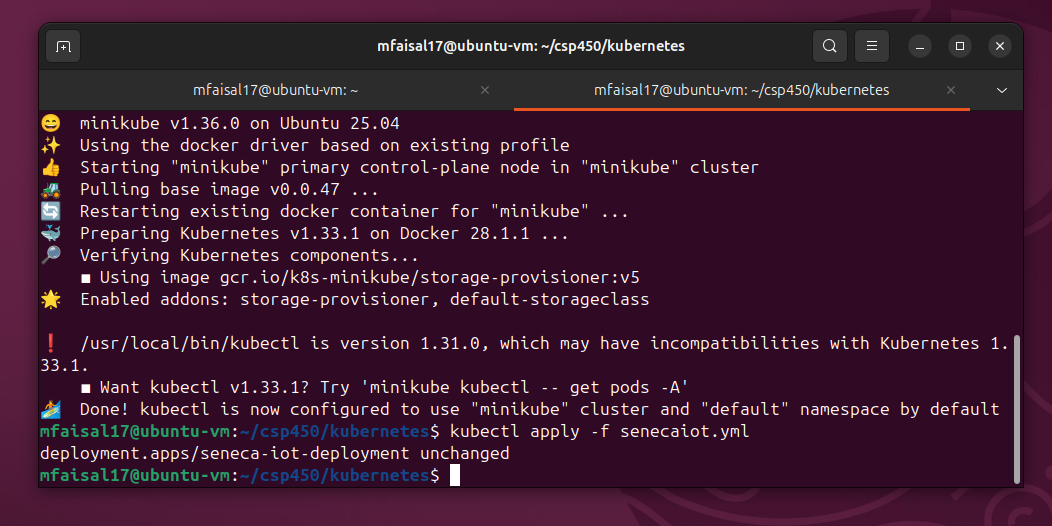 mfaisal17@ubuntu-vm: ~/csp450/kubernetes
mfaisal17@ubuntu-vm: ~
mfaisal17@ubuntu-vm: ~/csp450/kubernetes
minikube v1.36.0 on Ubuntu 25.04
Using the docker driver based on existing profile
Starting "minikube" primary control-plane node in "minikube" cluster
Pulling base image v0.0.47 ...
Restarting existing docker container for "minikube" ...
Preparing Kubernetes v1.33.1 on Docker 28.1.1 ...
Verifying Kubernetes components...
▪ Using image gcr.io/k8s-minikube/storage-provisioner:v5
Enabled addons: storage-provisioner, default-storageclass
❗ /usr/local/bin/kubectl is version 1.31.0, which may have incompatibilities with Kubernetes 1.
33.1.
▪ Want kubectl v1.33.1? Try 'minikube kubectl -- get pods -A'
Done! kubectl is now configured to use "minikube" cluster and "default" namespace by default
mfaisal17@ubuntu-vm:~/csp450/kubernetes$ kubectl apply -f senecaiot.yml
deployment.apps/seneca-iot-deployment unchanged
mfaisal17@ubuntu-vm:~/csp450/kubernetes$